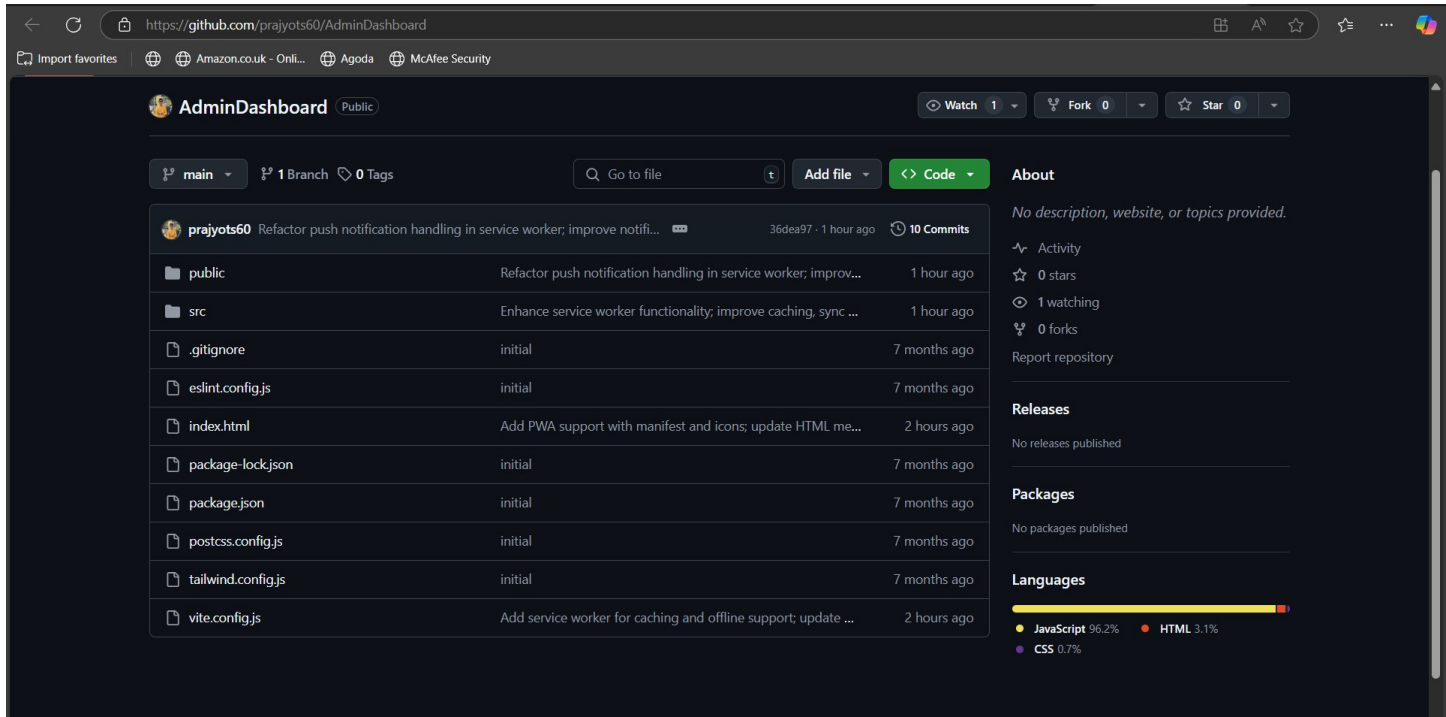 https://github.com/prajyots60/AdminDashboard
Import favorites Amazon.co.uk - Onli... Agoda McAfee Security
AdminDashboard Public Watch 1 Fork 0 Star 0
main 1 Branch 0 Tags Go to file t Add file <> Code
prajyots60 Refactor push notification handling in service worker; improve notifi... 36dea97 · 1 hour ago 10 Commits
public Refactor push notification handling in service worker; improv... 1 hour ago
src Enhance service worker functionality; improve caching, sync ... 1 hour ago
.gitignore initial 7 months ago
eslint.config.js initial 7 months ago
index.html Add PWA support with manifest and icons; update HTML me... 2 hours ago
package-lock.json initial 7 months ago
package.json initial 7 months ago
postcss.config.js initial 7 months ago
tailwind.config.js initial 7 months ago
vite.config.js Add service worker for caching and offline support; update ... 2 hours ago
About
No description, website, or topics provided.
Activity
0 stars
1 watching
0 forks
Report repository
Releases
No releases published
Packages
No packages published
Languages
JavaScript 96.2% HTML 3.1%
CSS 0.7%